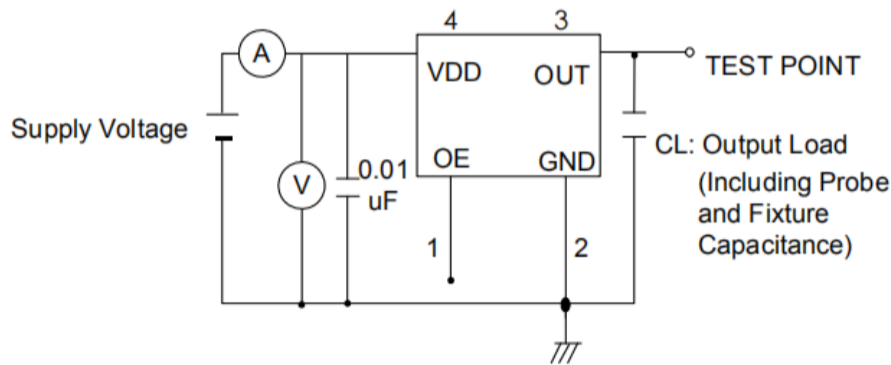 4
3
A
VDD
OUT
TEST POINT
Supply Voltage
V
0.01
uF
OE
GND
CL: Output Load
(Including Probe
and Fixture
Capacitance)
1
2